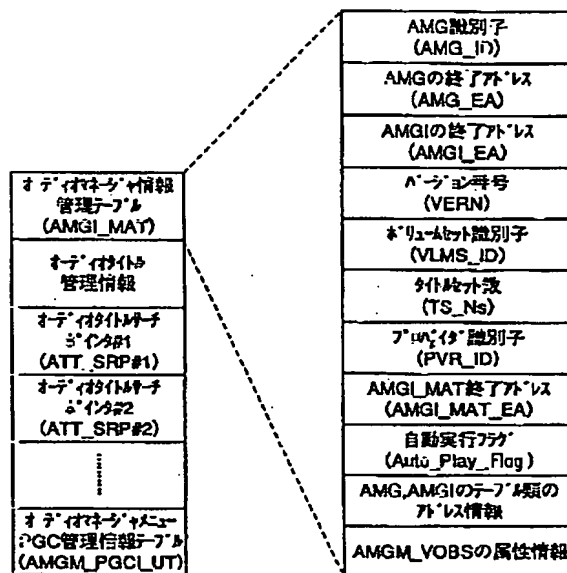 オーディオマネージャ情報
管理テーブル
(AMGI_MAT)
オーディオタイトル
管理情報
オーディオタイトルサーチ
ポインタ#1
(ATT_SRP#1)
オーディオタイトルサーチ
ポインタ#2
(ATT_SRP#2)
オーディオマネージャメニュー
PGC管理情報テーブル
(AMGM_PGCI_UT)
AMG識別子
(AMG_ID)
AMGの終了アドレス
(AMG_EA)
AMGIの終了アドレス
(AMGI_EA)
バージョン番号
(VERN)
ボリュームセット識別子
(VLMS_ID)
タイトルセット数
(TS_Ns)
プロバイダ識別子
(PVR_ID)
AMGI_MAT終了アドレス
(AMGI_MAT_EA)
自動実行フラグ
(Auto_Play_Flag)
AMG,AMGIのテーブル類の
アドレス情報
AMGM_VOBSの属性情報